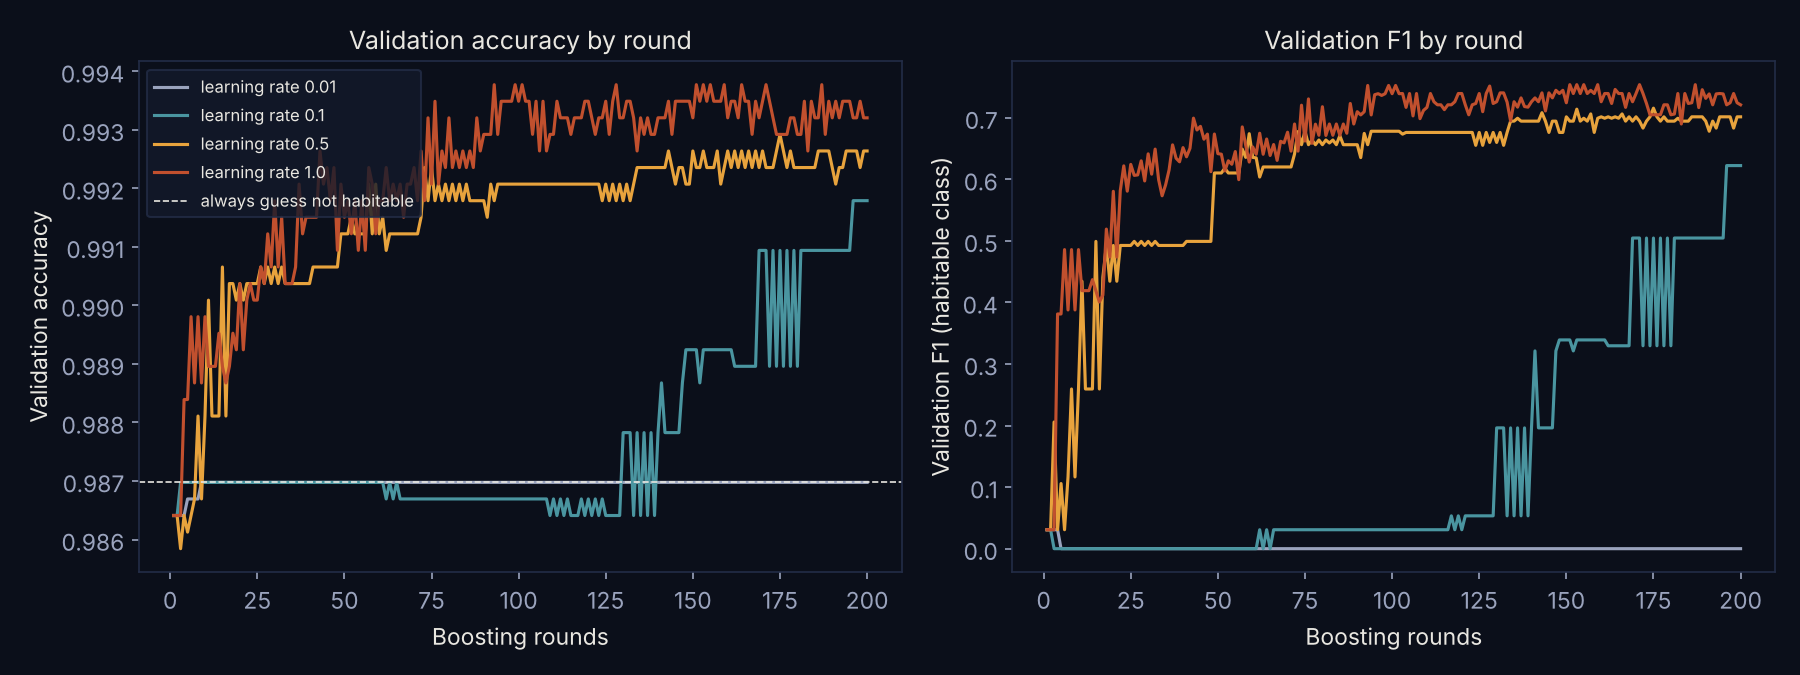 Validation accuracy by round
Validation accuracy
0.994
0.993
0.992
0.991
0.990
0.989
0.988
0.987
0.986
learning rate 0.01
learning rate 0.1
learning rate 0.5
learning rate 1.0
always guess not habitable
0 25 50 75 100 125 150 175 200
Boosting rounds
Validation F1 by round
Validation F1 (habitable class)
0.7
0.6
0.5
0.4
0.3
0.2
0.1
0.0
0 25 50 75 100 125 150 175 200
Boosting rounds